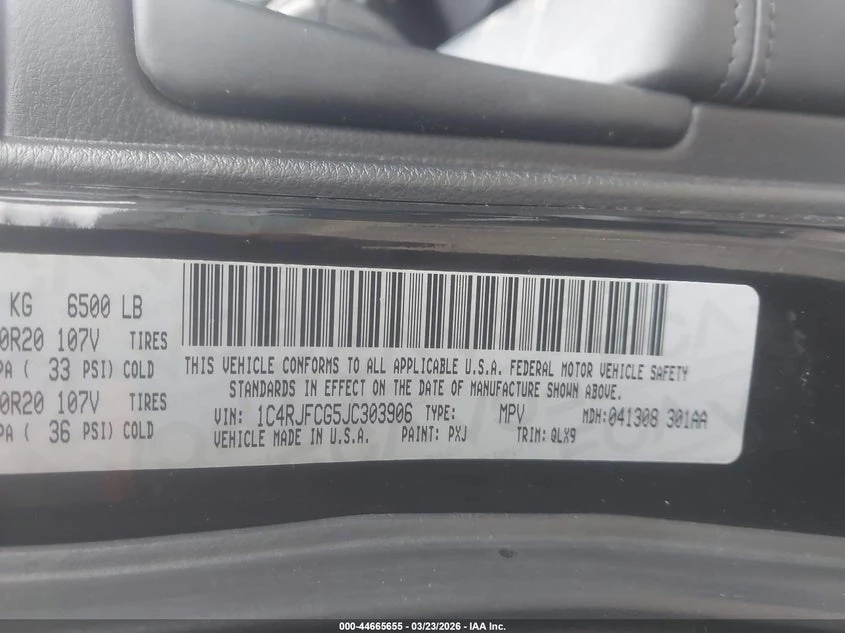 KG 6500 LB
0R20 107V TIRES
PA ( 33 PSI) COLD
0R20 107V TIRES
PA ( 36 PSI) COLD
THIS VEHICLE CONFORMS TO ALL APPLICABLE U.S.A. FEDERAL MOTOR VEHICLE SAFETY
STANDARDS IN EFFECT ON THE DATE OF MANUFACTURE SHOWN ABOVE.
VIN: 1C4RJFCG5JC303906 TYPE: MPV MDH:041308 301AA
VEHICLE MADE IN U.S.A. PAINT: PXJ TRIM: QLX9
000-44665655 - 03/23/2026 - IAA Inc.